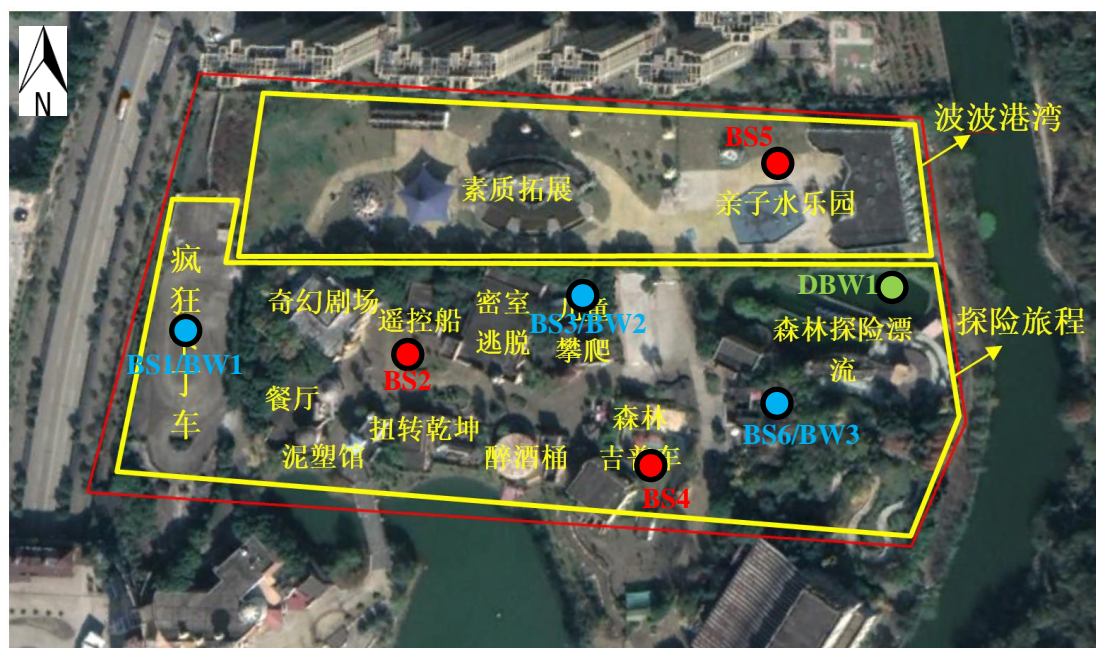 N
波波港湾
BS5
素质拓展
亲子水乐园
疯
狂
丁
车
奇幻剧场
遥控船
密室
逃脱
儿童
攀爬
DBW1
森林探险漂
流
探险旅程
BS1/BW1
BS2
BS3/BW2
餐厅
扭转乾坤
泥塑馆
醉酒桶
森林
吉普车
BS4
BS6/BW3